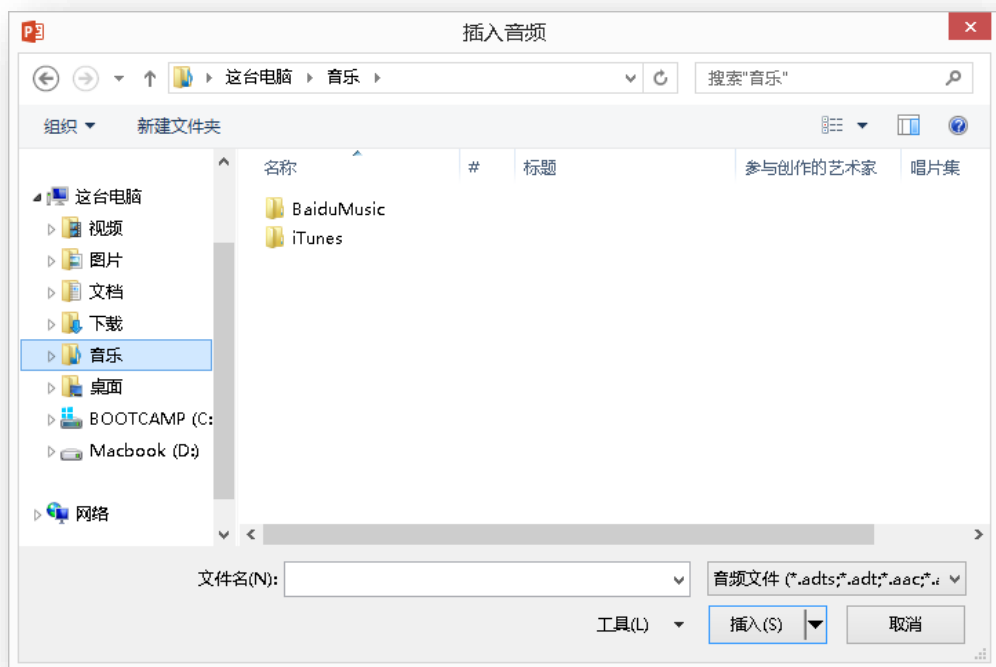 插入音频
这台电脑 音乐
搜索"音乐"
组织 新建文件夹
名称 # 标题 参与创作的艺术家 唱片集
这台电脑
视频
图片
文档
下载
音乐
桌面
BOOTCAMP (C:
Macbook (D:)
网络
BaiduMusic
iTunes
文件名(N):
音频文件 (*.adts;*.adt;*.aac;*.a
工具(L) 插入(S) 取消